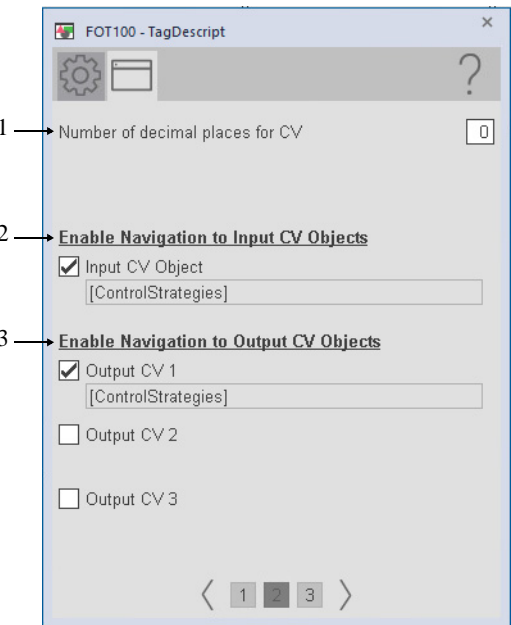 FOT100 - TagDescript
×
?
1
Number of decimal places for CV
0
2
Enable Navigation to Input CV Objects
Input CV Object
[ControlStrategies]
3
Enable Navigation to Output CV Objects
Output CV 1
[ControlStrategies]
Output CV 2
Output CV 3
1 2 3